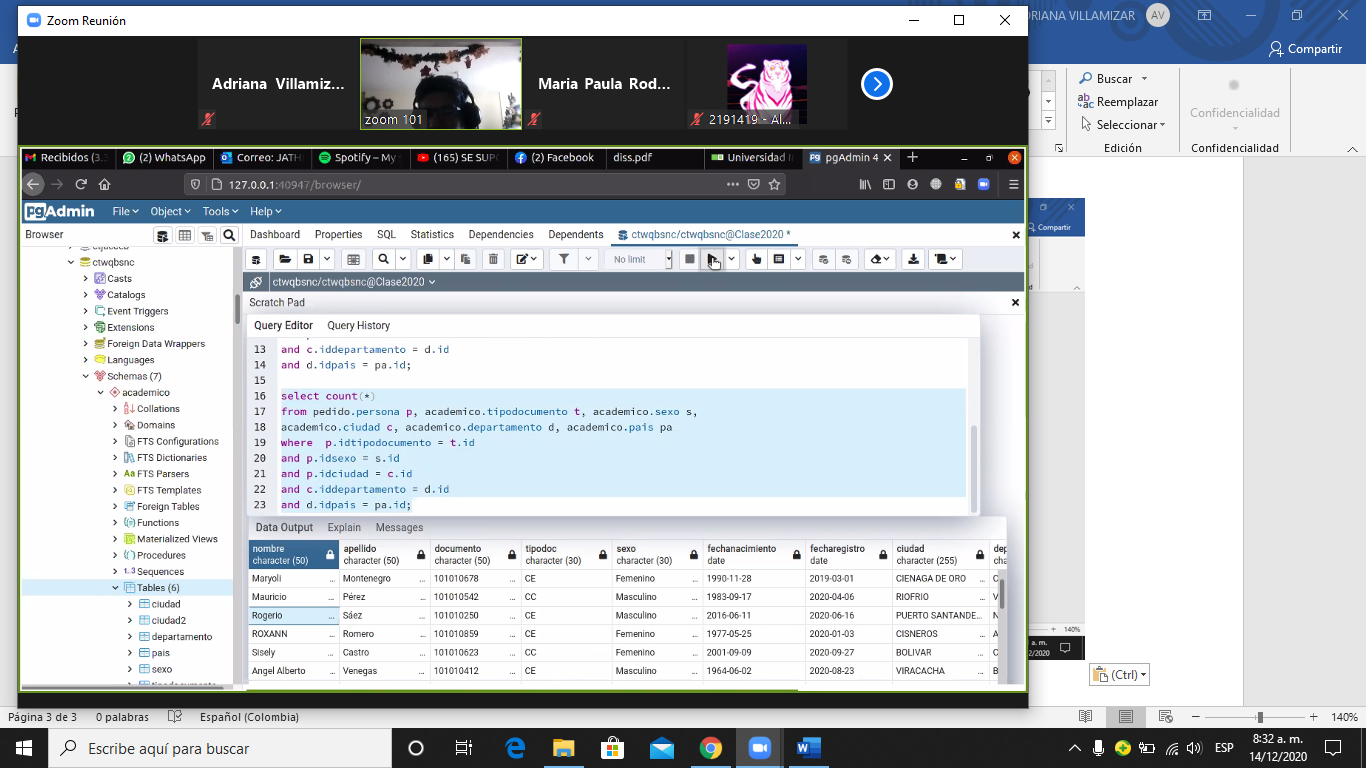 Zoom Reunión
DRIANA VILLAMIZAR AV
Compartir
Adriana Villamiz...
zoom 101
Maria Paula Rod...
2191419 - Al...
Buscar
Reemplazar
Seleccionar
Edición
Confidencialidad
Confidencialidad
Recibidos (3.
(2) WhatsApp
Correo: JATH
Spotify – My
(165) SE SUP
(2) Facebook
diss.pdf
Universidad I
pgAdmin 4
127.0.0.1:40947/browser/
pgAdmin File Object Tools Help
Browser
Dashboard Properties SQL Statistics Dependencies Dependents ctwqbsnc/ctwqbsnc@Clase2020 *
No limit
ctwqbsnc/ctwqbsnc@Clase2020
Scratch Pad
Query Editor Query History
ctwqbsnc
Casts
Catalogs
Event Triggers
Extensions
Foreign Data Wrappers
Languages
Schemas (7)
academico
Collations
Domains
FTS Configurations
FTS Dictionaries
FTS Parsers
FTS Templates
Foreign Tables
Functions
Materialized Views
Procedures
1..3 Sequences
Tables (6)
ciudad
ciudad2
departamento
pais
sexo
13 and c.iddepartamento = d.id
14 and d.idpais = pa.id;
15
16 select count(*)
17 from pedido.persona p, academico.tipodocumento t, academico.sexo s,
18 academico.ciudad c, academico.departamento d, academico.pais pa
19 where p.idtipodocumento = t.id
20 and p.idsexo = s.id
21 and p.idciudad = c.id
22 and c.iddepartamento = d.id
23 and d.idpais = pa.id;
Data Output Explain Messages
nombre apellido documento tipodoc sexo fechanacimiento fecharegistro ciudad dep
character (50) character (50) character (50) character (30) character (30) date date character (255) cha
Maryoli ... Montenegro ... 101010678 ... CE ... Femenino ... 1990-11-28 2019-03-01 CIENAGA DE ORO ... C
Mauricio ... Pérez ... 101010542 ... CC ... Masculino ... 1983-09-17 2020-04-06 RIOFRIO ... V
Rogerio ... Sáez ... 101010250 ... CE ... Masculino ... 2016-06-11 2020-06-16 PUERTO SANTANDE... N
ROXANN ... Romero ... 101010859 ... CE ... Femenino ... 1977-05-25 2020-01-03 CISNEROS ... A
Sisely ... Castro ... 101010623 ... CC ... Femenino ... 2001-09-09 2020-09-27 BOLIVAR ... C
Angel Alberto ... Venegas ... 101010412 ... CE ... Masculino ... 1964-06-02 2020-08-23 VIRACACHA ...
Compartir
140%
a. m.
2/2020
(Ctrl)
Página 3 de 3 0 palabras Español (Colombia) 140%
Escribe aquí para buscar
ESP
8:32 a. m.
14/12/2020